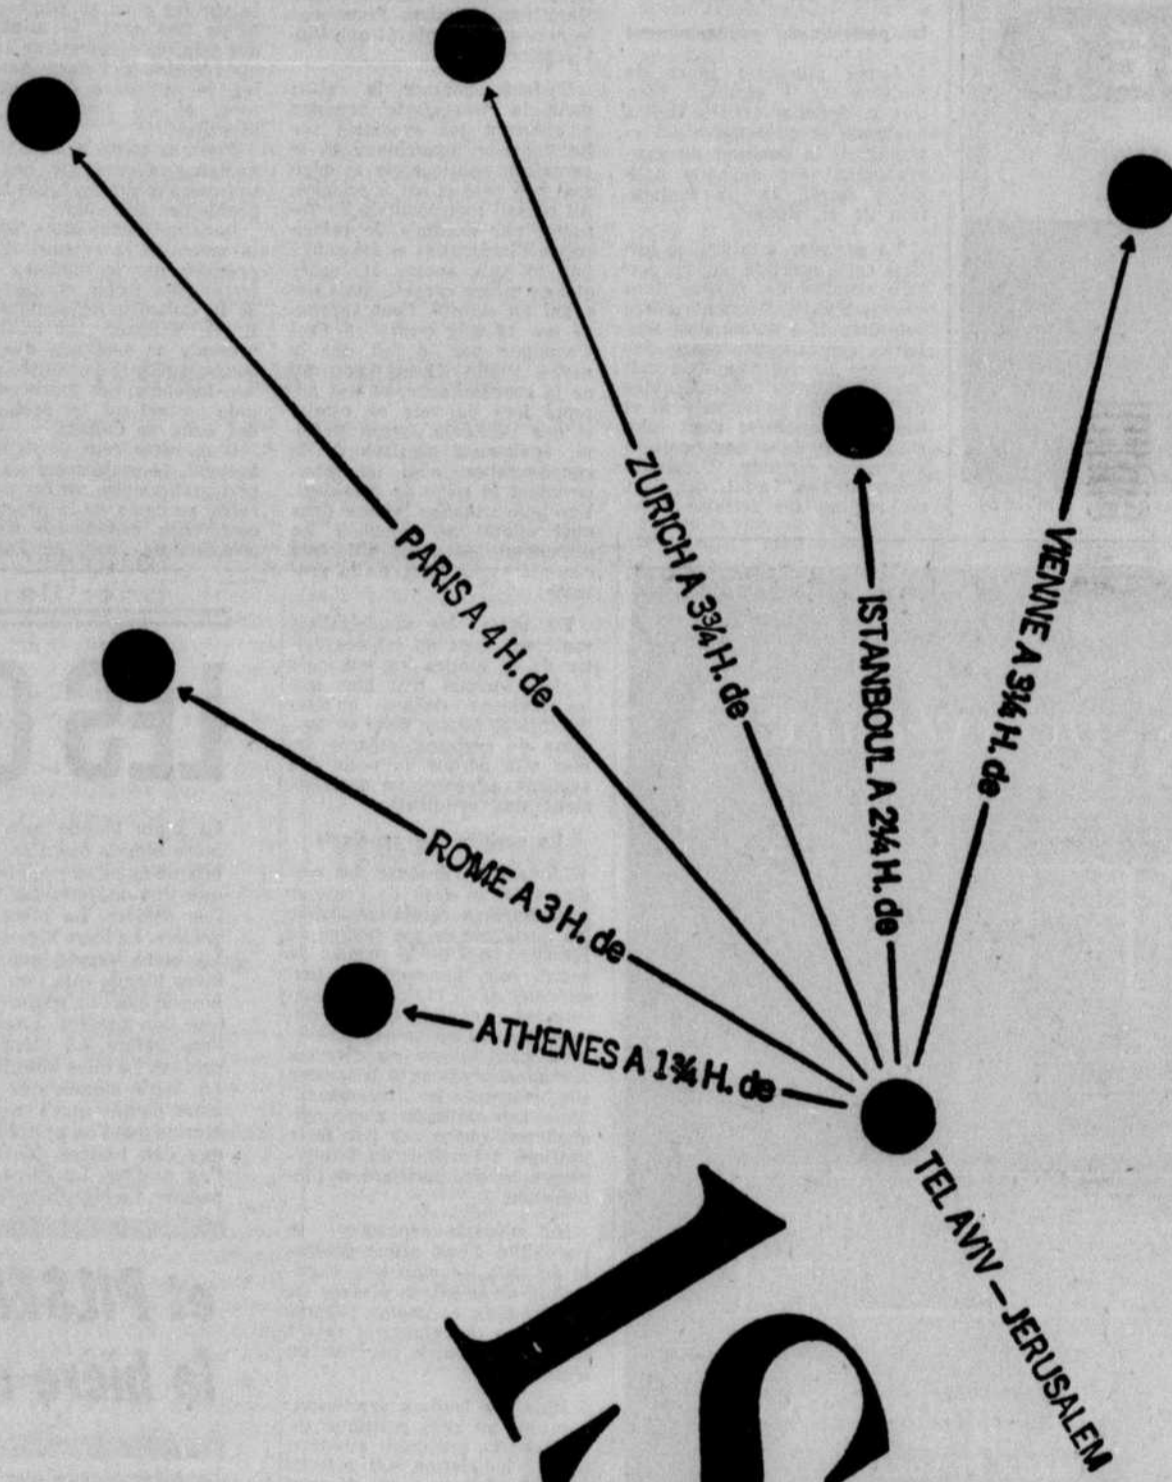 PARIS A 4 H. de
ZURICH A 3¾ H. de
ISTANBOUL A 2¼ H. de
VIENNE A 3¼ H. de
ROME A 3 H. de
ATHENES A 1¾ H. de
TEL AVIV – JERUSALEM
IS